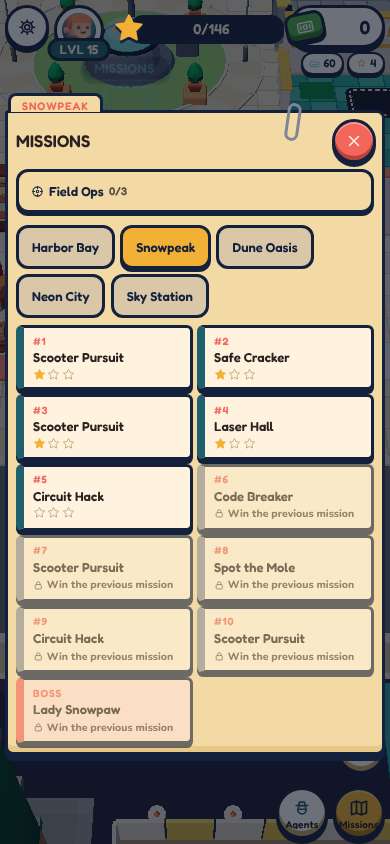 LVL 15
0/146
0
60
4
MISSIONS
SNOWPEAK
MISSIONS
Field Ops 0/3
Harbor Bay
Snowpeak
Dune Oasis
Neon City
Sky Station
#1
Scooter Pursuit
#2
Safe Cracker
#3
Scooter Pursuit
#4
Laser Hall
#5
Circuit Hack
#6
Code Breaker
Win the previous mission
#7
Scooter Pursuit
Win the previous mission
#8
Spot the Mole
Win the previous mission
#9
Circuit Hack
Win the previous mission
#10
Scooter Pursuit
Win the previous mission
BOSS
Lady Snowpaw
Win the previous mission
Agents
Missions